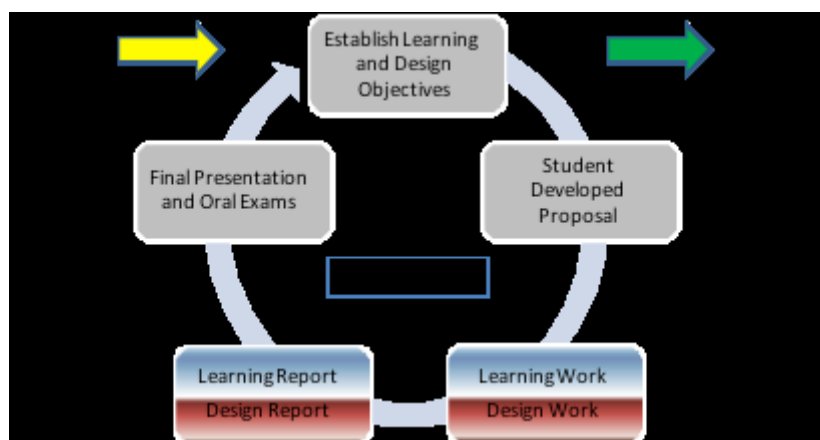 Establish Learning
and Design
Objectives
Student
Developed
Proposal
Learning Work
Design Work
Learning Report
Design Report
Final Presentation
and Oral Exams